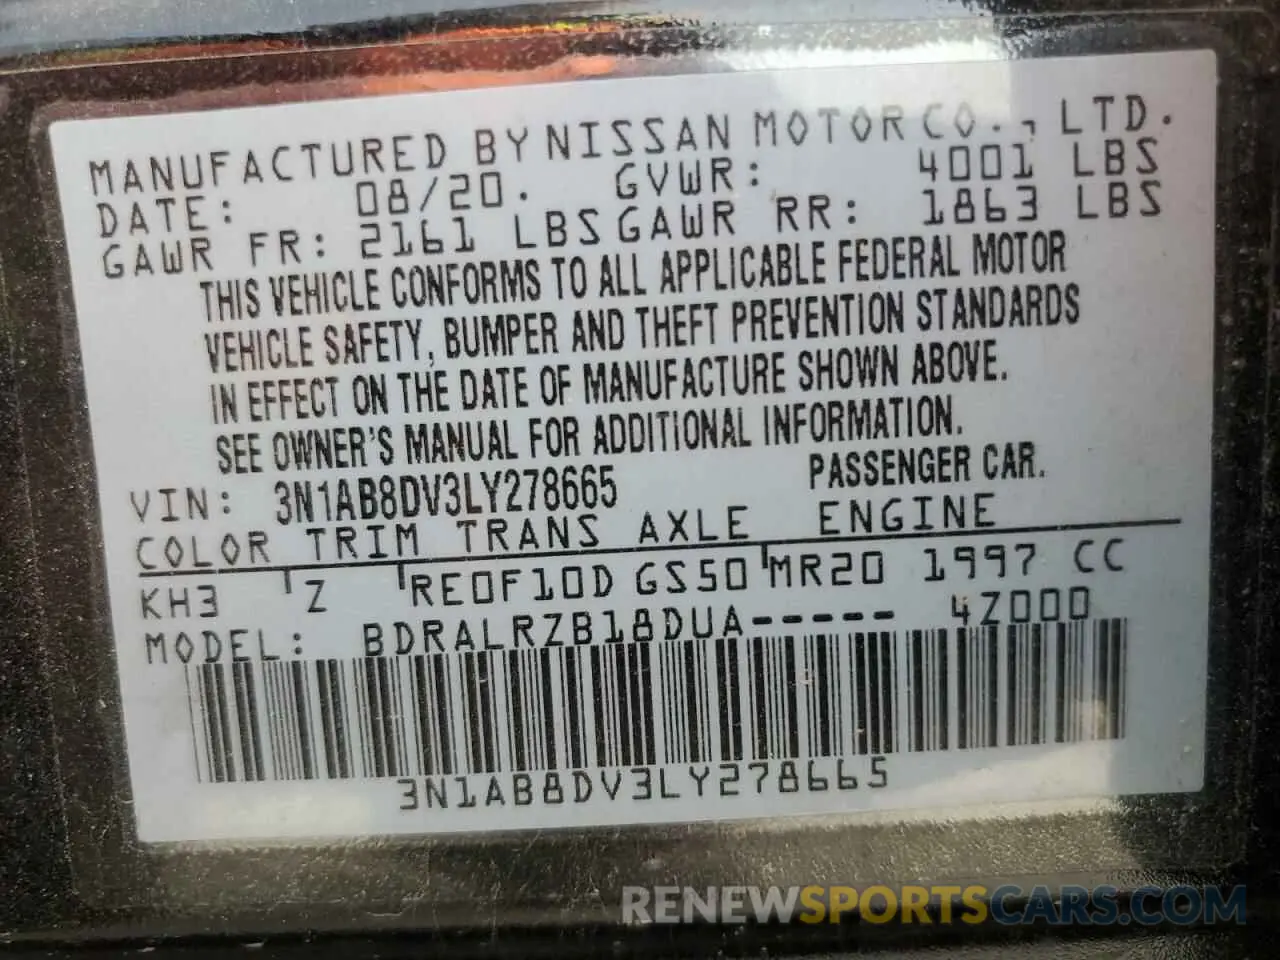 MANUFACTURED BY NISSAN MOTOR CO., LTD.
DATE: 08/20. GVWR: 4001 LBS
GAWR FR: 2161 LBS GAWR RR: 1863 LBS
THIS VEHICLE CONFORMS TO ALL APPLICABLE FEDERAL MOTOR
VEHICLE SAFETY, BUMPER AND THEFT PREVENTION STANDARDS
IN EFFECT ON THE DATE OF MANUFACTURE SHOWN ABOVE.
SEE OWNER'S MANUAL FOR ADDITIONAL INFORMATION.
VIN: 3N1AB8DV3LY278665 PASSENGER CAR.
COLOR TRIM TRANS AXLE ENGINE
KH3 Z RE0F10D GS50 MR20 1997 CC
MODEL: BDRALRZB18DUA----- 4Z000
3N1AB8DV3LY278665
RENEWSPORTSCARS.COM